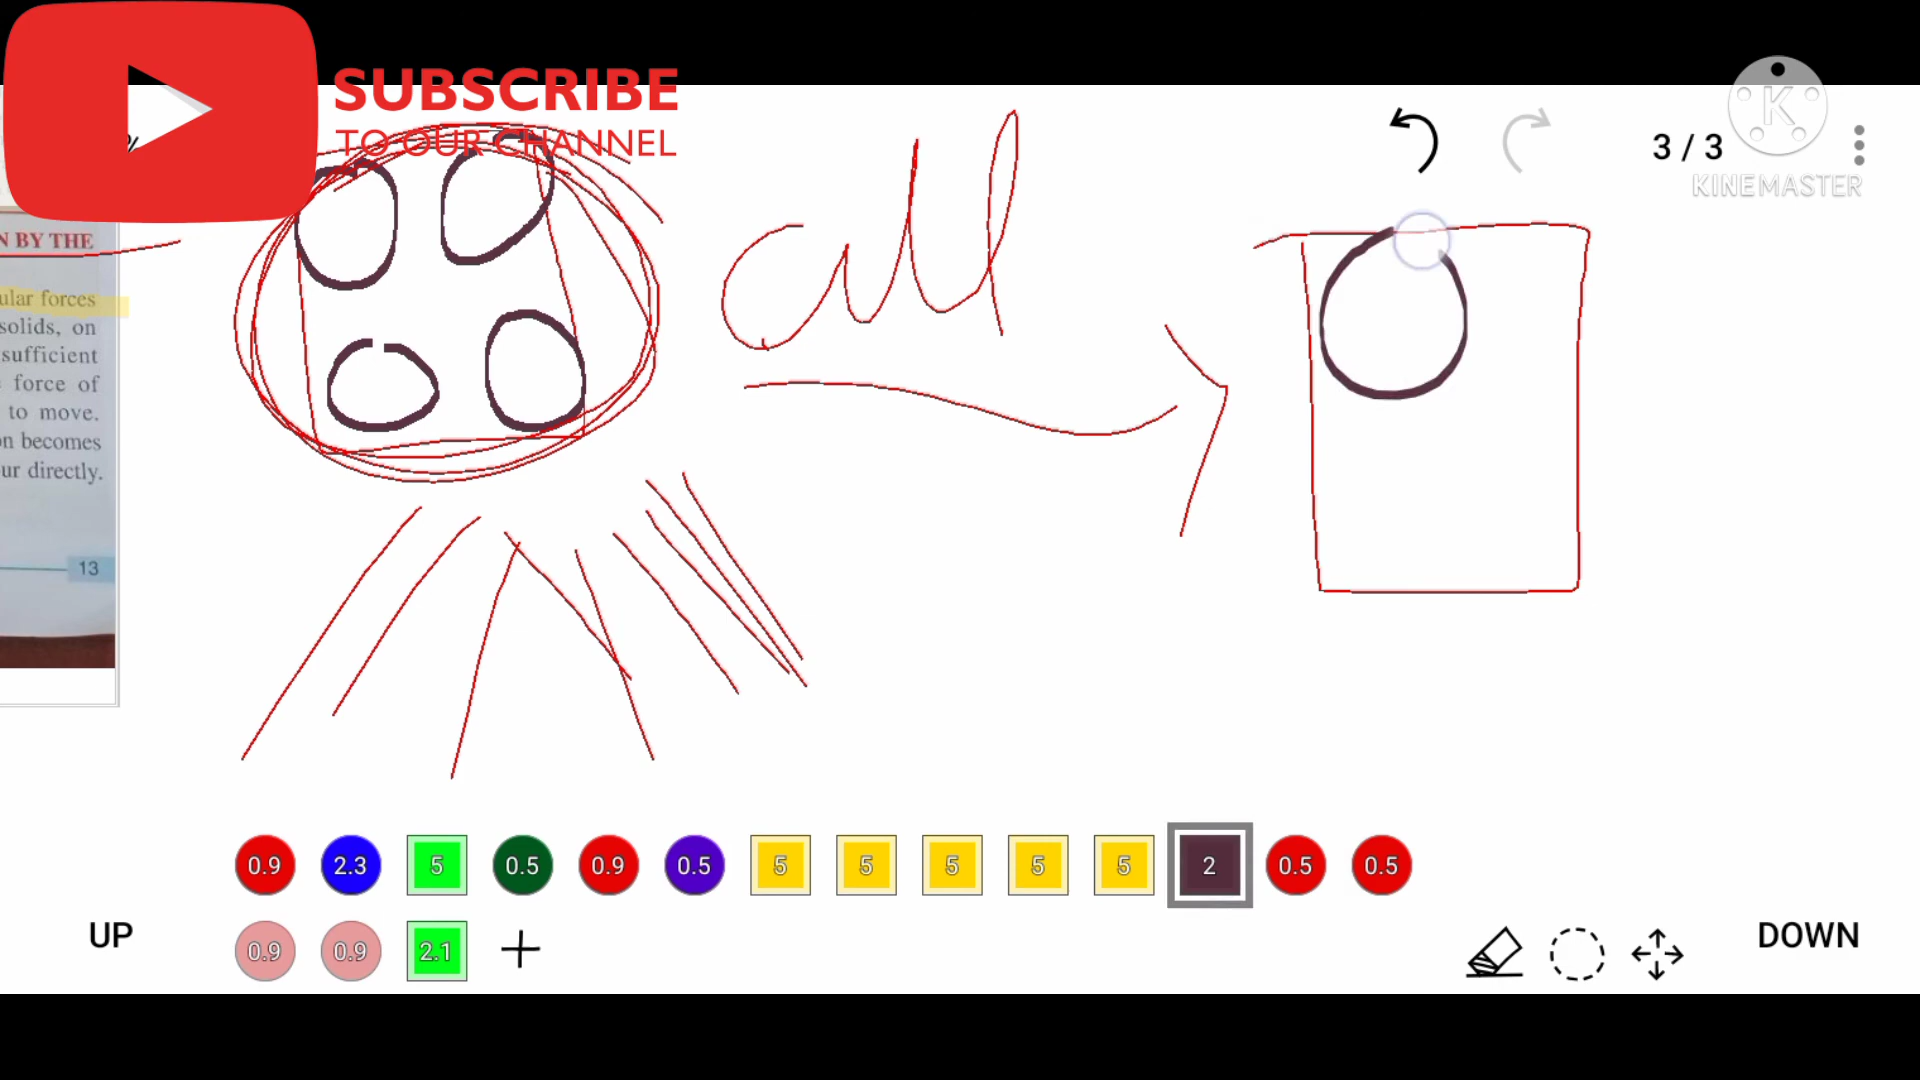 SUBSCRIBE
TO OUR CHANNEL
all
3 / 3
K
KINEMASTER
N BY THE
ular forces
solids, on
sufficient
force of
to move.
on becomes
ur directly.
13
0.9 2.3 5 0.5 0.9 0.5 5 5 5 5 5 2 0.5 0.5
UP
0.9 0.9 2.1 +
DOWN